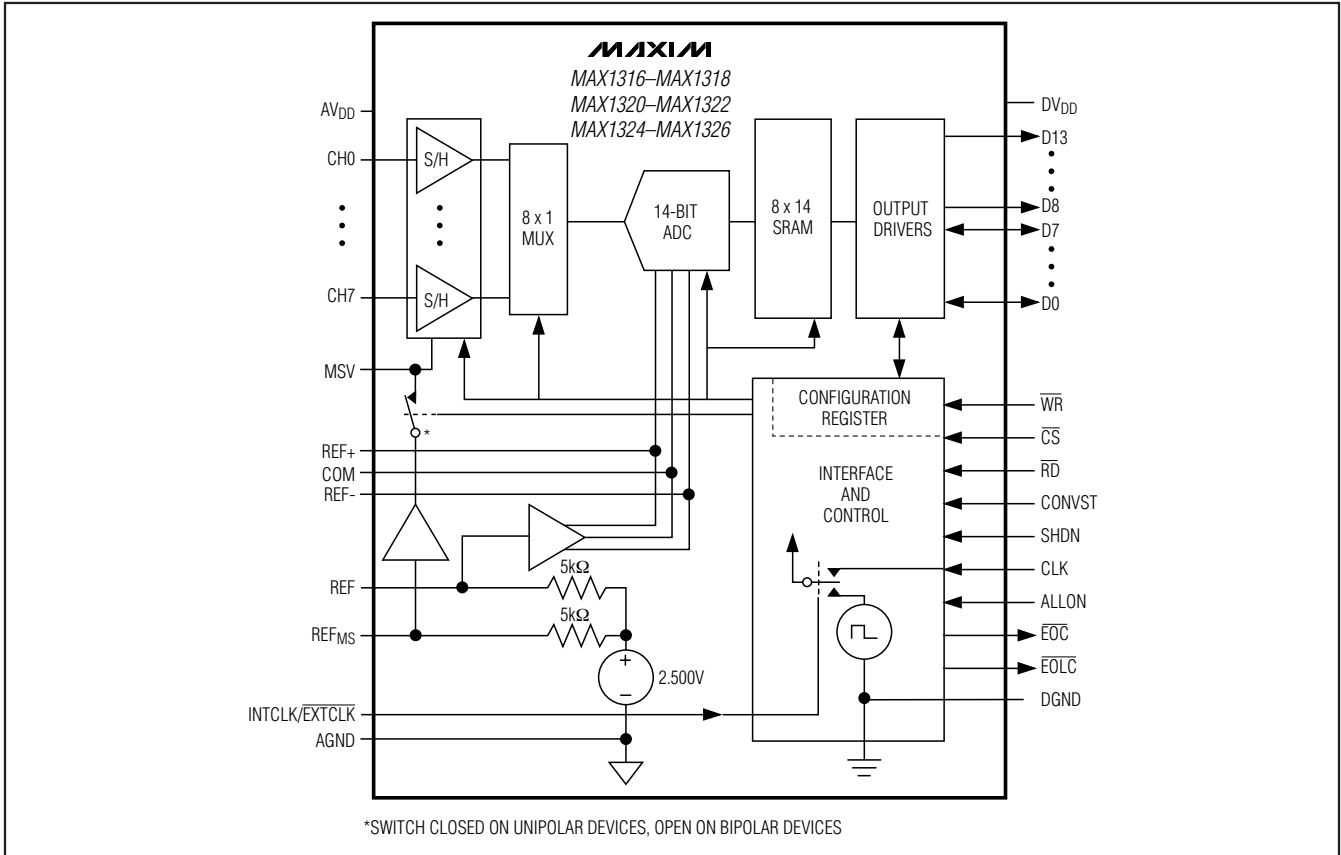 MAXIM
MAX1316–MAX1318
MAX1320–MAX1322
MAX1324–MAX1326
AVDD
CH0
CH7
MSV
REF+
COM
REF-
REF
REFMS
INTCLK/EXTCLK
AGND
S/H
S/H
8 x 1
MUX
14-BIT
ADC
8 x 14
SRAM
OUTPUT
DRIVERS
*
5kΩ
5kΩ
+
−
2.500V
CONFIGURATION
REGISTER
INTERFACE
AND
CONTROL
DVDD
D13
D8
D7
D0
WR
CS
RD
CONVST
SHDN
CLK
ALLON
EOC
EOLC
DGND
*SWITCH CLOSED ON UNIPOLAR DEVICES, OPEN ON BIPOLAR DEVICES